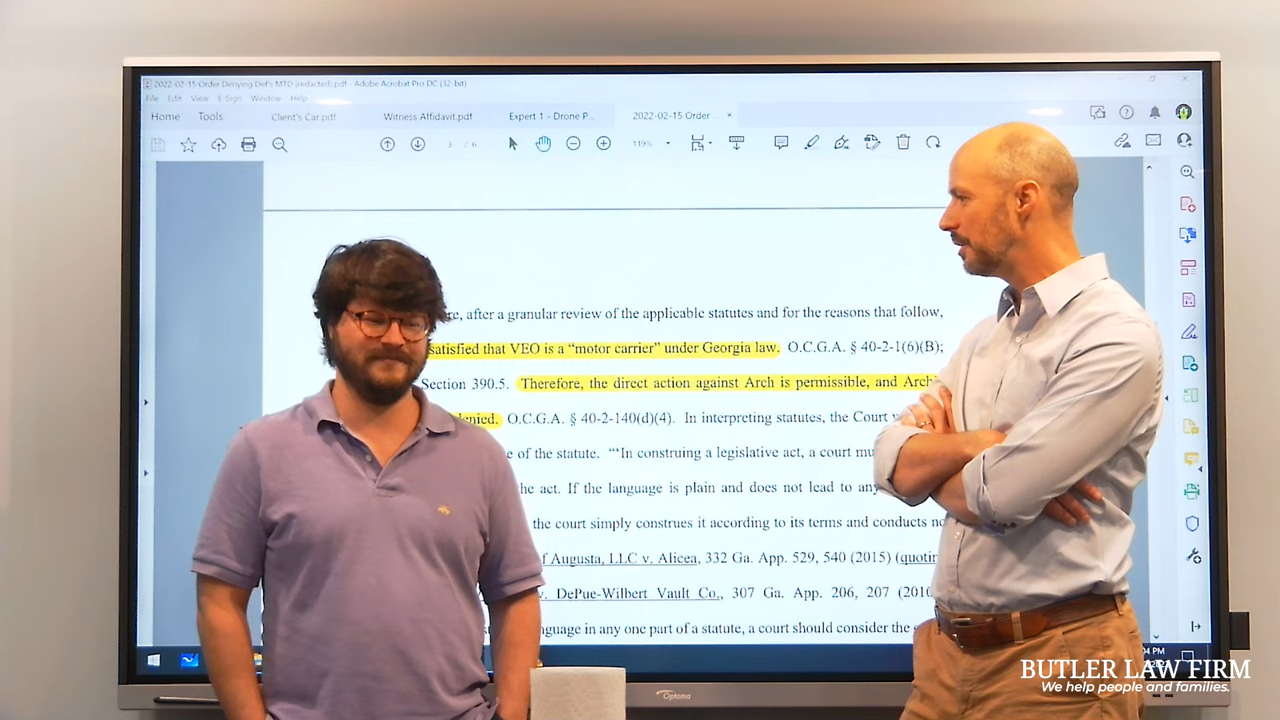 2022-02-15 Order Denying Def's MTD (redacted).pdf - Adobe Acrobat Pro DC (32-bit)
File Edit View E-Sign Window Help
Home Tools Client's Car.pdf Witness Affidavit.pdf Expert 1 - Drone P... 2022-02-15 Order ... ×
3 / 6 119%
re, after a granular review of the applicable statutes and for the reasons that follow,
satisfied that VEO is a “motor carrier” under Georgia law. O.C.G.A. § 40-2-1(6)(B);
Section 390.5. Therefore, the direct action against Arch is permissible, and Arch
denied. O.C.G.A. § 40-2-140(d)(4). In interpreting statutes, the Court
e of the statute. “‘In construing a legislative act, a court mu
he act. If the language is plain and does not lead to any
the court simply construes it according to its terms and conducts no
f Augusta, LLC v. Alicea, 332 Ga. App. 529, 540 (2015) (quotin
v. DePue-Wilbert Vault Co., 307 Ga. App. 206, 207 (2010
nguage in any one part of a statute, a court should consider the
04 PM
Optoma
BUTLER LAW FIRM
We help people and families.